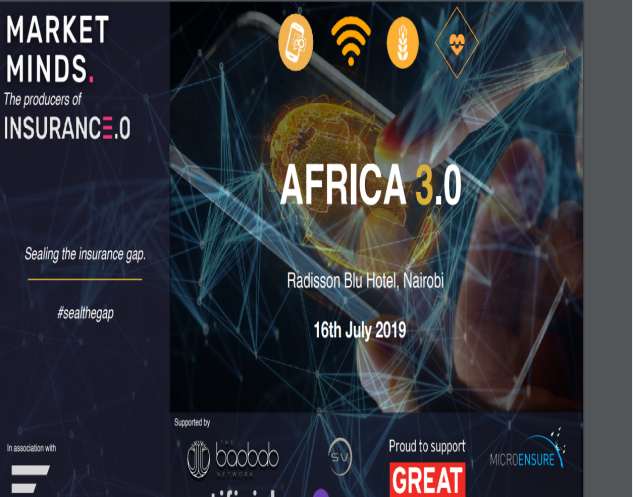 MARKET
MINDS.
The producers of
INSURANCE.0
Sealing the insurance gap.
#sealthegap
In association with
AFRICA 3.0
Radisson Blu Hotel, Nairobi
16th July 2019
Supported by
THE
baobab
NETWORK
SV
Proud to support
GREAT
MICROENSURE